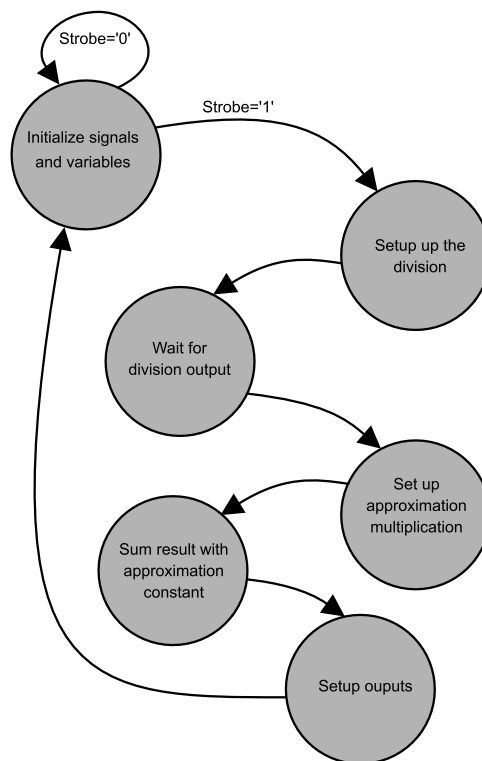 Strobe='0'
Strobe='1'
Initialize signals
and variables
Setup up the
division
Wait for
division output
Set up
approximation
multiplication
Sum result with
approximation
constant
Setup ouputs